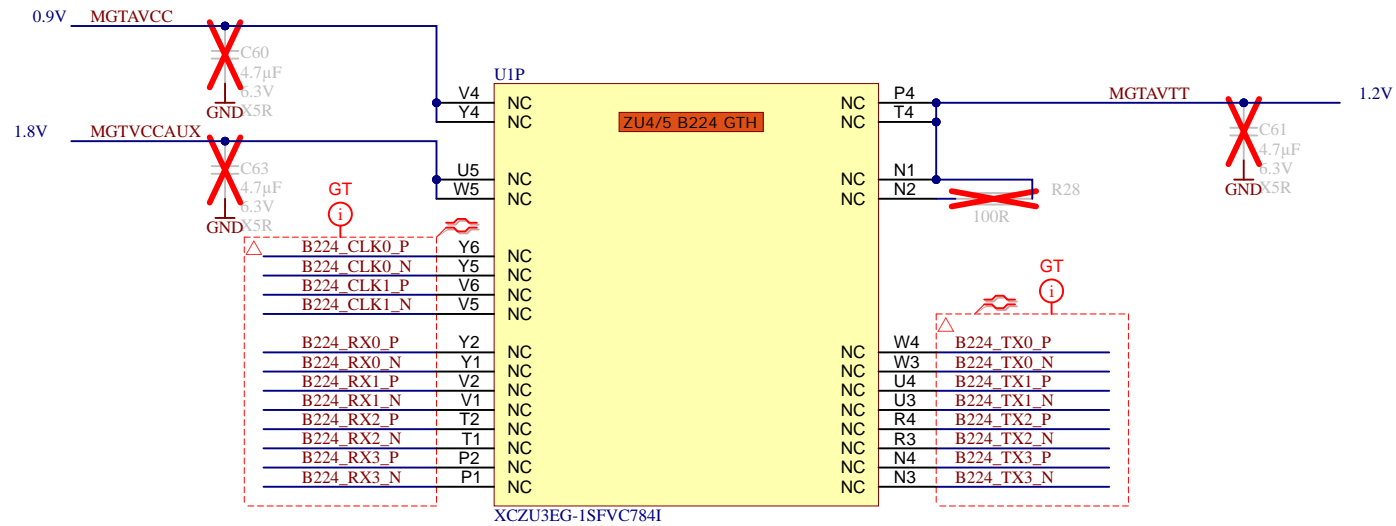 0.9V MGTAVCC
C60
4.7µF
6.3V
X5R
GND
1.8V MGTVCCAUX
C63
4.7µF
6.3V
X5R
GND
U1P
ZU4/5 B224 GTH
V4 NC
Y4 NC
U5 NC
W5 NC
GT
i
B224_CLK0_P Y6 NC
B224_CLK0_N Y5 NC
B224_CLK1_P V6 NC
B224_CLK1_N V5 NC
B224_RX0_P Y2 NC
B224_RX0_N Y1 NC
B224_RX1_P V2 NC
B224_RX1_N V1 NC
B224_RX2_P T2 NC
B224_RX2_N T1 NC
B224_RX3_P P2 NC
B224_RX3_N P1 NC
NC P4 MGTAVTT 1.2V
NC T4
C61
4.7µF
6.3V
X5R
GND
NC N1
NC N2
R28
100R
GT
i
NC W4 B224_TX0_P
NC W3 B224_TX0_N
NC U4 B224_TX1_P
NC U3 B224_TX1_N
NC R4 B224_TX2_P
NC R3 B224_TX2_N
NC N4 B224_TX3_P
NC N3 B224_TX3_N
XCZU3EG-1SFVC784I